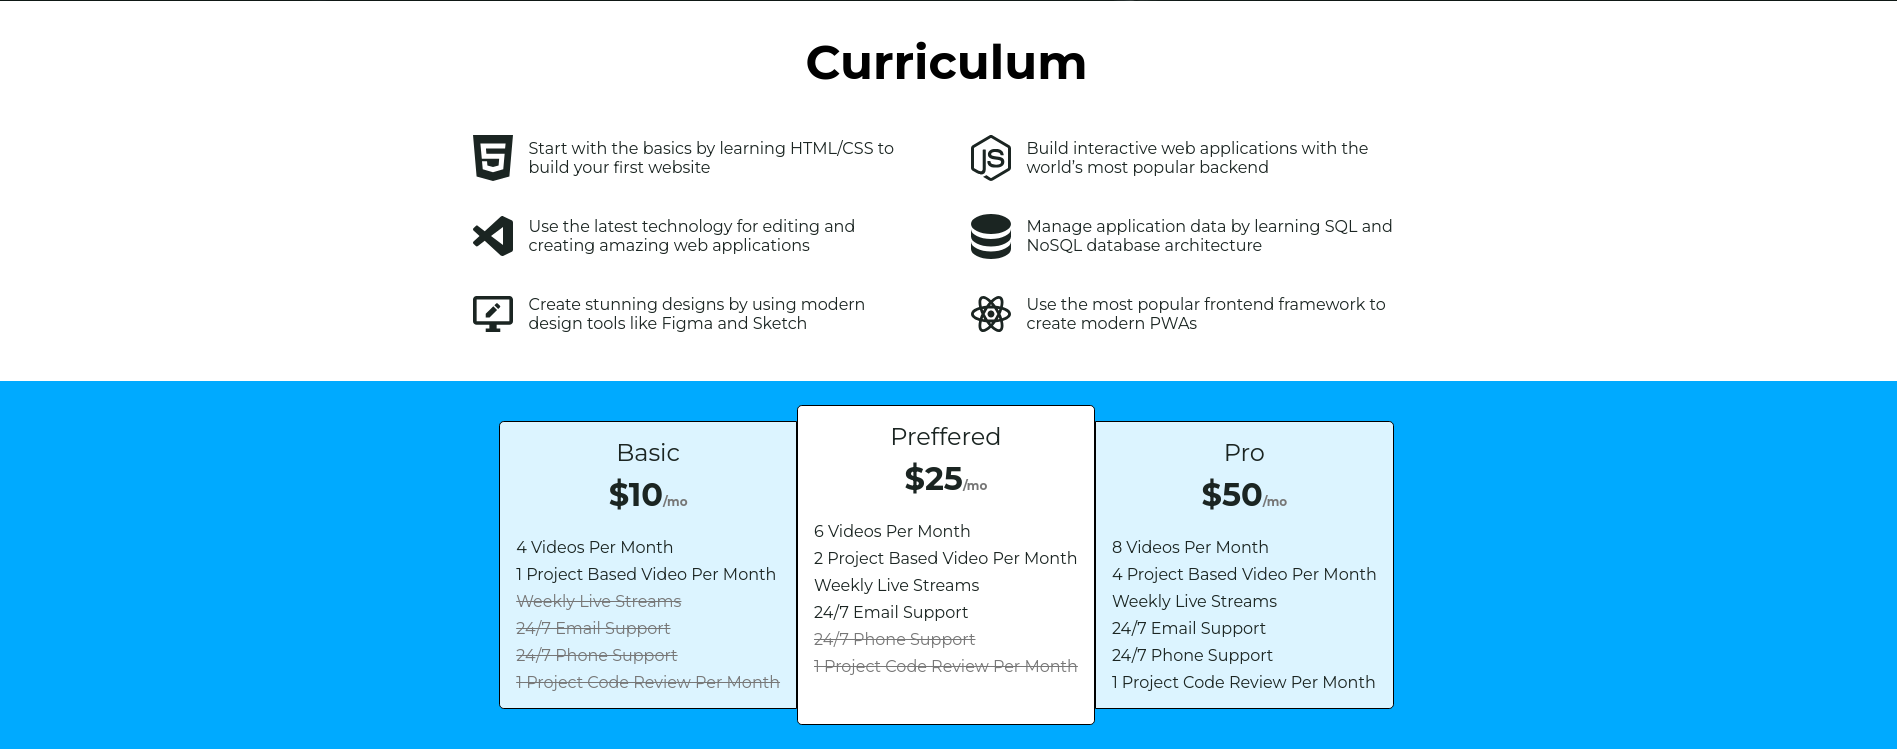 Curriculum
Start with the basics by learning HTML/CSS to
build your first website
Build interactive web applications with the
world's most popular backend
Use the latest technology for editing and
creating amazing web applications
Manage application data by learning SQL and
NoSQL database architecture
Create stunning designs by using modern
design tools like Figma and Sketch
Use the most popular frontend framework to
create modern PWAs
Basic
$10/mo
4 Videos Per Month
1 Project Based Video Per Month
Weekly Live Streams
24/7 Email Support
24/7 Phone Support
1 Project Code Review Per Month
Preffered
$25/mo
6 Videos Per Month
2 Project Based Video Per Month
Weekly Live Streams
24/7 Email Support
24/7 Phone Support
1 Project Code Review Per Month
Pro
$50/mo
8 Videos Per Month
4 Project Based Video Per Month
Weekly Live Streams
24/7 Email Support
24/7 Phone Support
1 Project Code Review Per Month